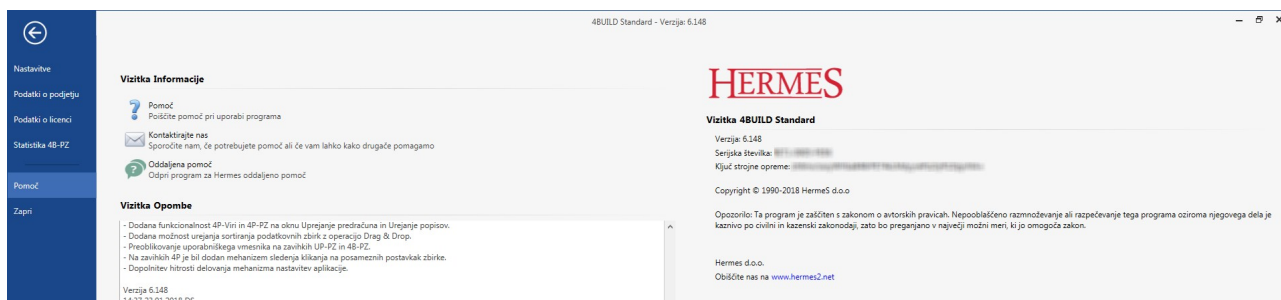 4BUILD Standard - Verzija: 6.148
Nastavitve
Podatki o podjetju
Podatki o licenci
Statistika 4B-PZ
Pomoč
Zapri
Vizitka Informacije
Pomoč
Poiščite pomoč pri uporabi programa
Kontaktirajte nas
Sporočite nam, če potrebujete pomoč ali če vam lahko kako drugače pomagamo
Oddaljena pomoč
Odpri program za Hermes oddaljeno pomoč
Vizitka Opombe
- Dodana funkcionalnost 4P-Viri in 4P-PZ na oknu Uprejanje predračuna in Urejanje popisov.
- Dodana možnost urejanja sortiranja podatkovnih zbirk z operacijo Drag & Drop.
- Preoblikovanje uporabniškega vmesnika na zavihkih UP-PZ in 4B-PZ.
- Na zavihkih 4P je bil dodan mehanizem sledenja klikanja na posameznih postavkah zbirke.
- Dopolnitev hitrosti delovanja mehanizma nastavitev aplikacije.
Verzija 6.148
HERMES
Vizitka 4BUILD Standard
Verzija: 6.148
Serijska številka:
Ključ strojne opreme:
Copyright © 1990-2018 HermeS d.o.o
Opozorilo: Ta program je zaščiten s zakonom o avtorskih pravicah. Nepooblaščeno razmnoževanje ali razpečevanje tega programa oziroma njegovega dela je
kaznivo po civilni in kazenski zakonodaji, zato bo preganjano v največji možni meri, ki jo omogoča zakon.
Hermes d.o.o.
Obiščite nas na www.hermes2.net